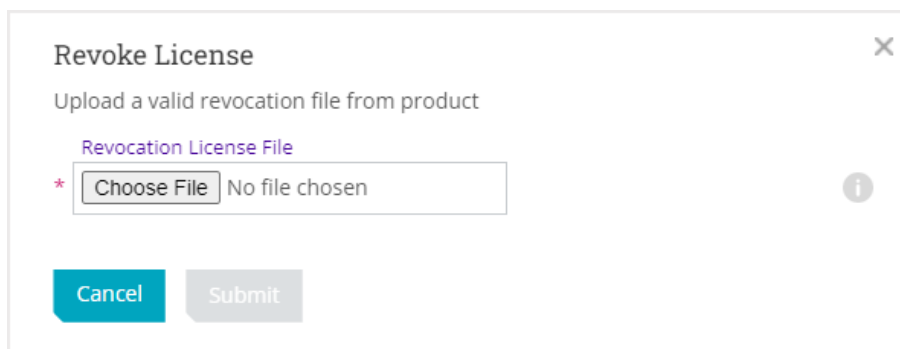 Revoke License
Upload a valid revocation file from product
Revocation License File
* Choose File No file chosen
Cancel Submit